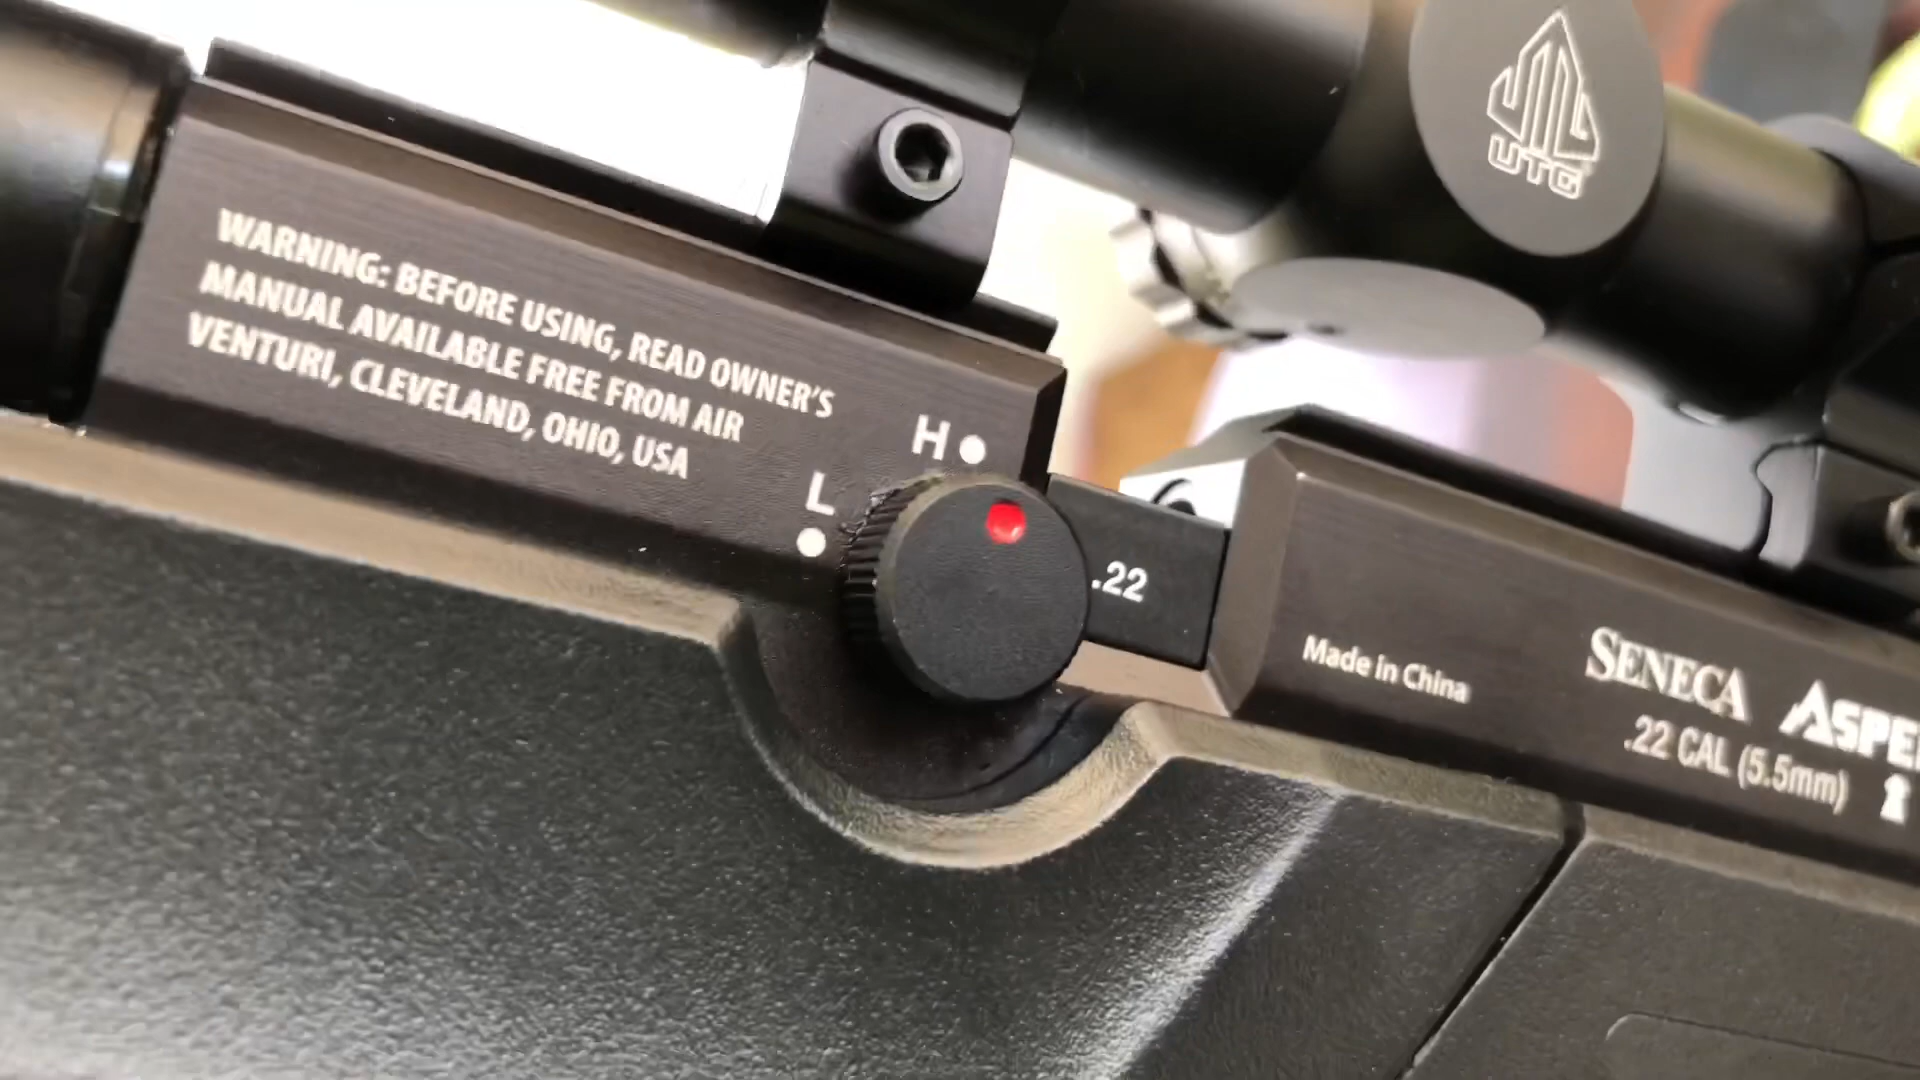 WARNING: BEFORE USING, READ OWNER'S
MANUAL AVAILABLE FREE FROM AIR
VENTURI, CLEVELAND, OHIO, USA
H
L
.22
UTG
Made in China
SENECA ASPE
.22 CAL (5.5mm)